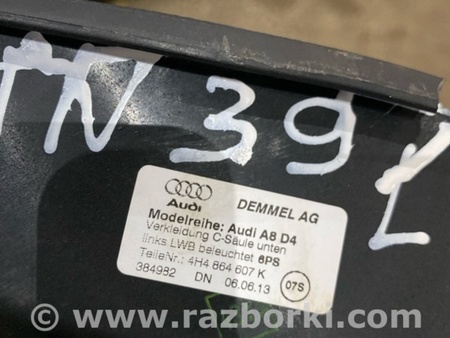 TN 39 L
Audi DEMMEL AG
Modelreihe: Audi A8 D4
Verkleidung C-Säule unten
links LWB beleuchtet 6PS
TeileNr.: 4H4 864 607 K
384982 DN 06.06.13 07S
www.razborki.com